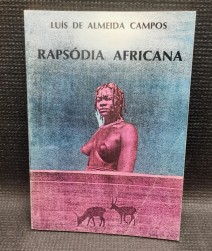 LUÍS DE ALMEIDA CAMPOS
RAPSÓDIA AFRICANA